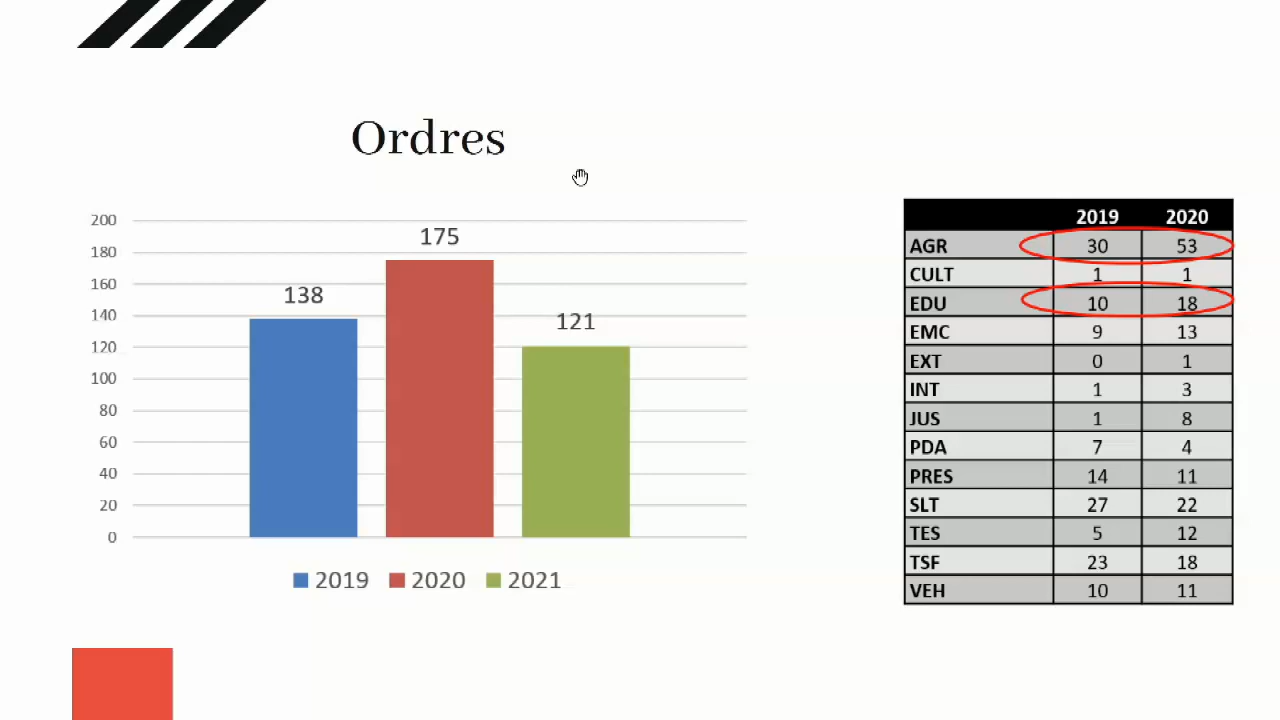 Ordres
200
180
160
140
120
100
80
60
40
20
0
138
175
121
2019 2020 2021
2019 2020
AGR 30 53
CULT 1 1
EDU 10 18
EMC 9 13
EXT 0 1
INT 1 3
JUS 1 8
PDA 7 4
PRES 14 11
SLT 27 22
TES 5 12
TSF 23 18
VEH 10 11